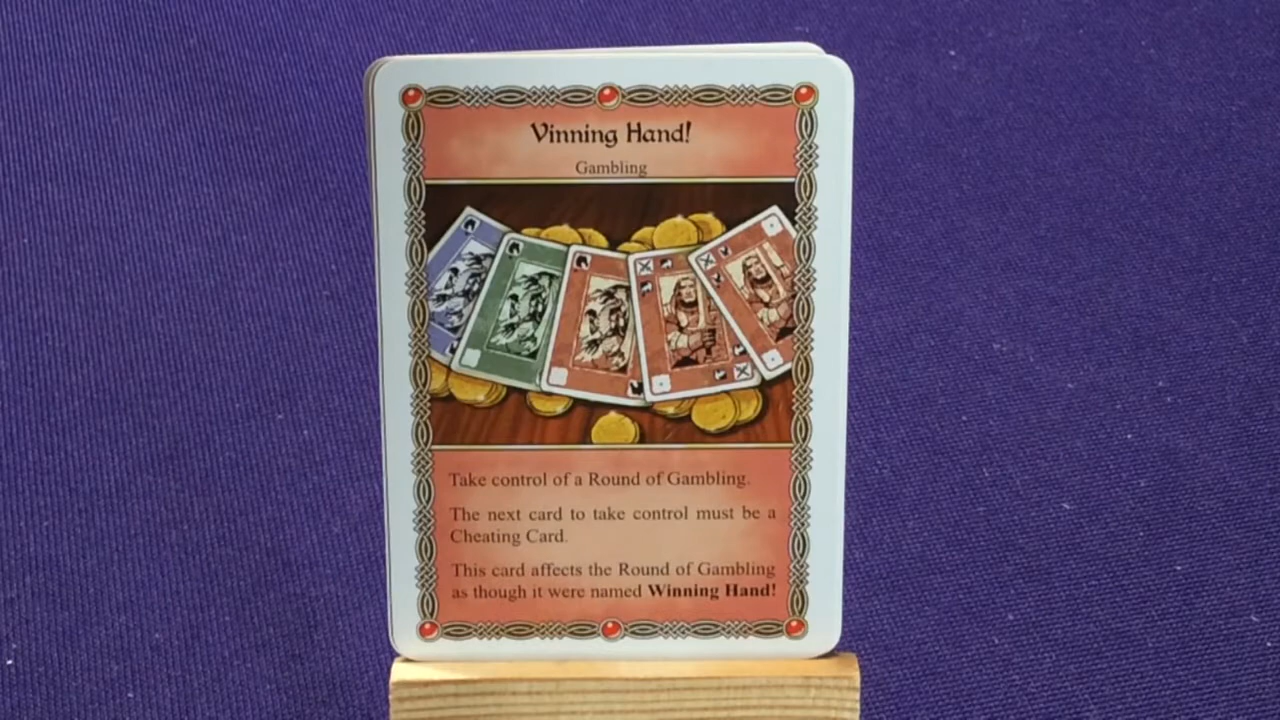 Vinning Hand!
Gambling
Take control of a Round of Gambling.
The next card to take control must be a
Cheating Card.
This card affects the Round of Gambling
as though it were named Winning Hand!